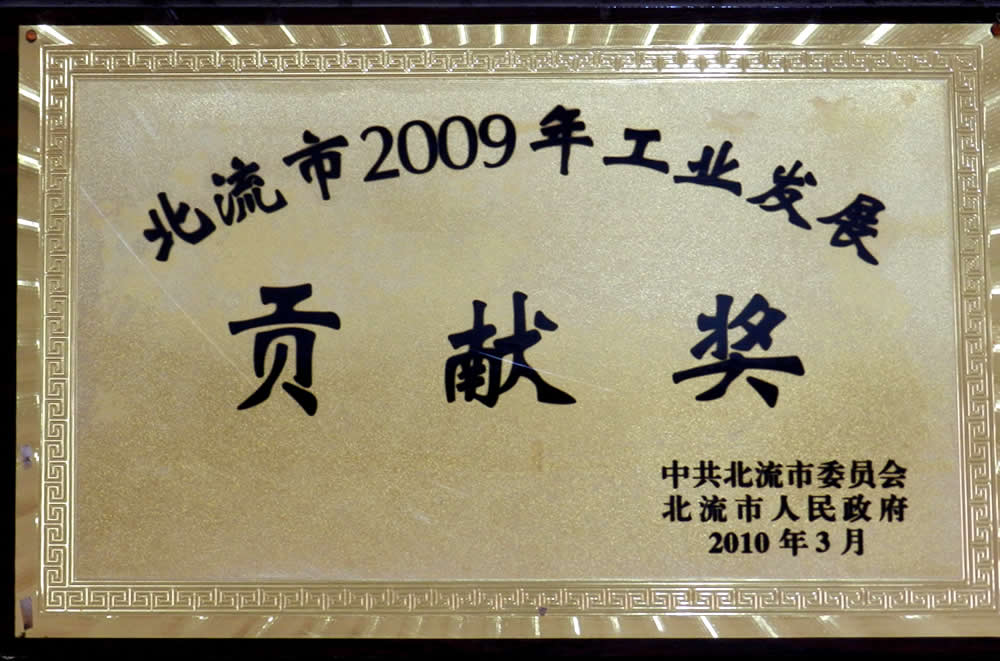 北流市2009年工业发展
贡献奖
中共北流市委员会
北流市人民政府
2010年3月